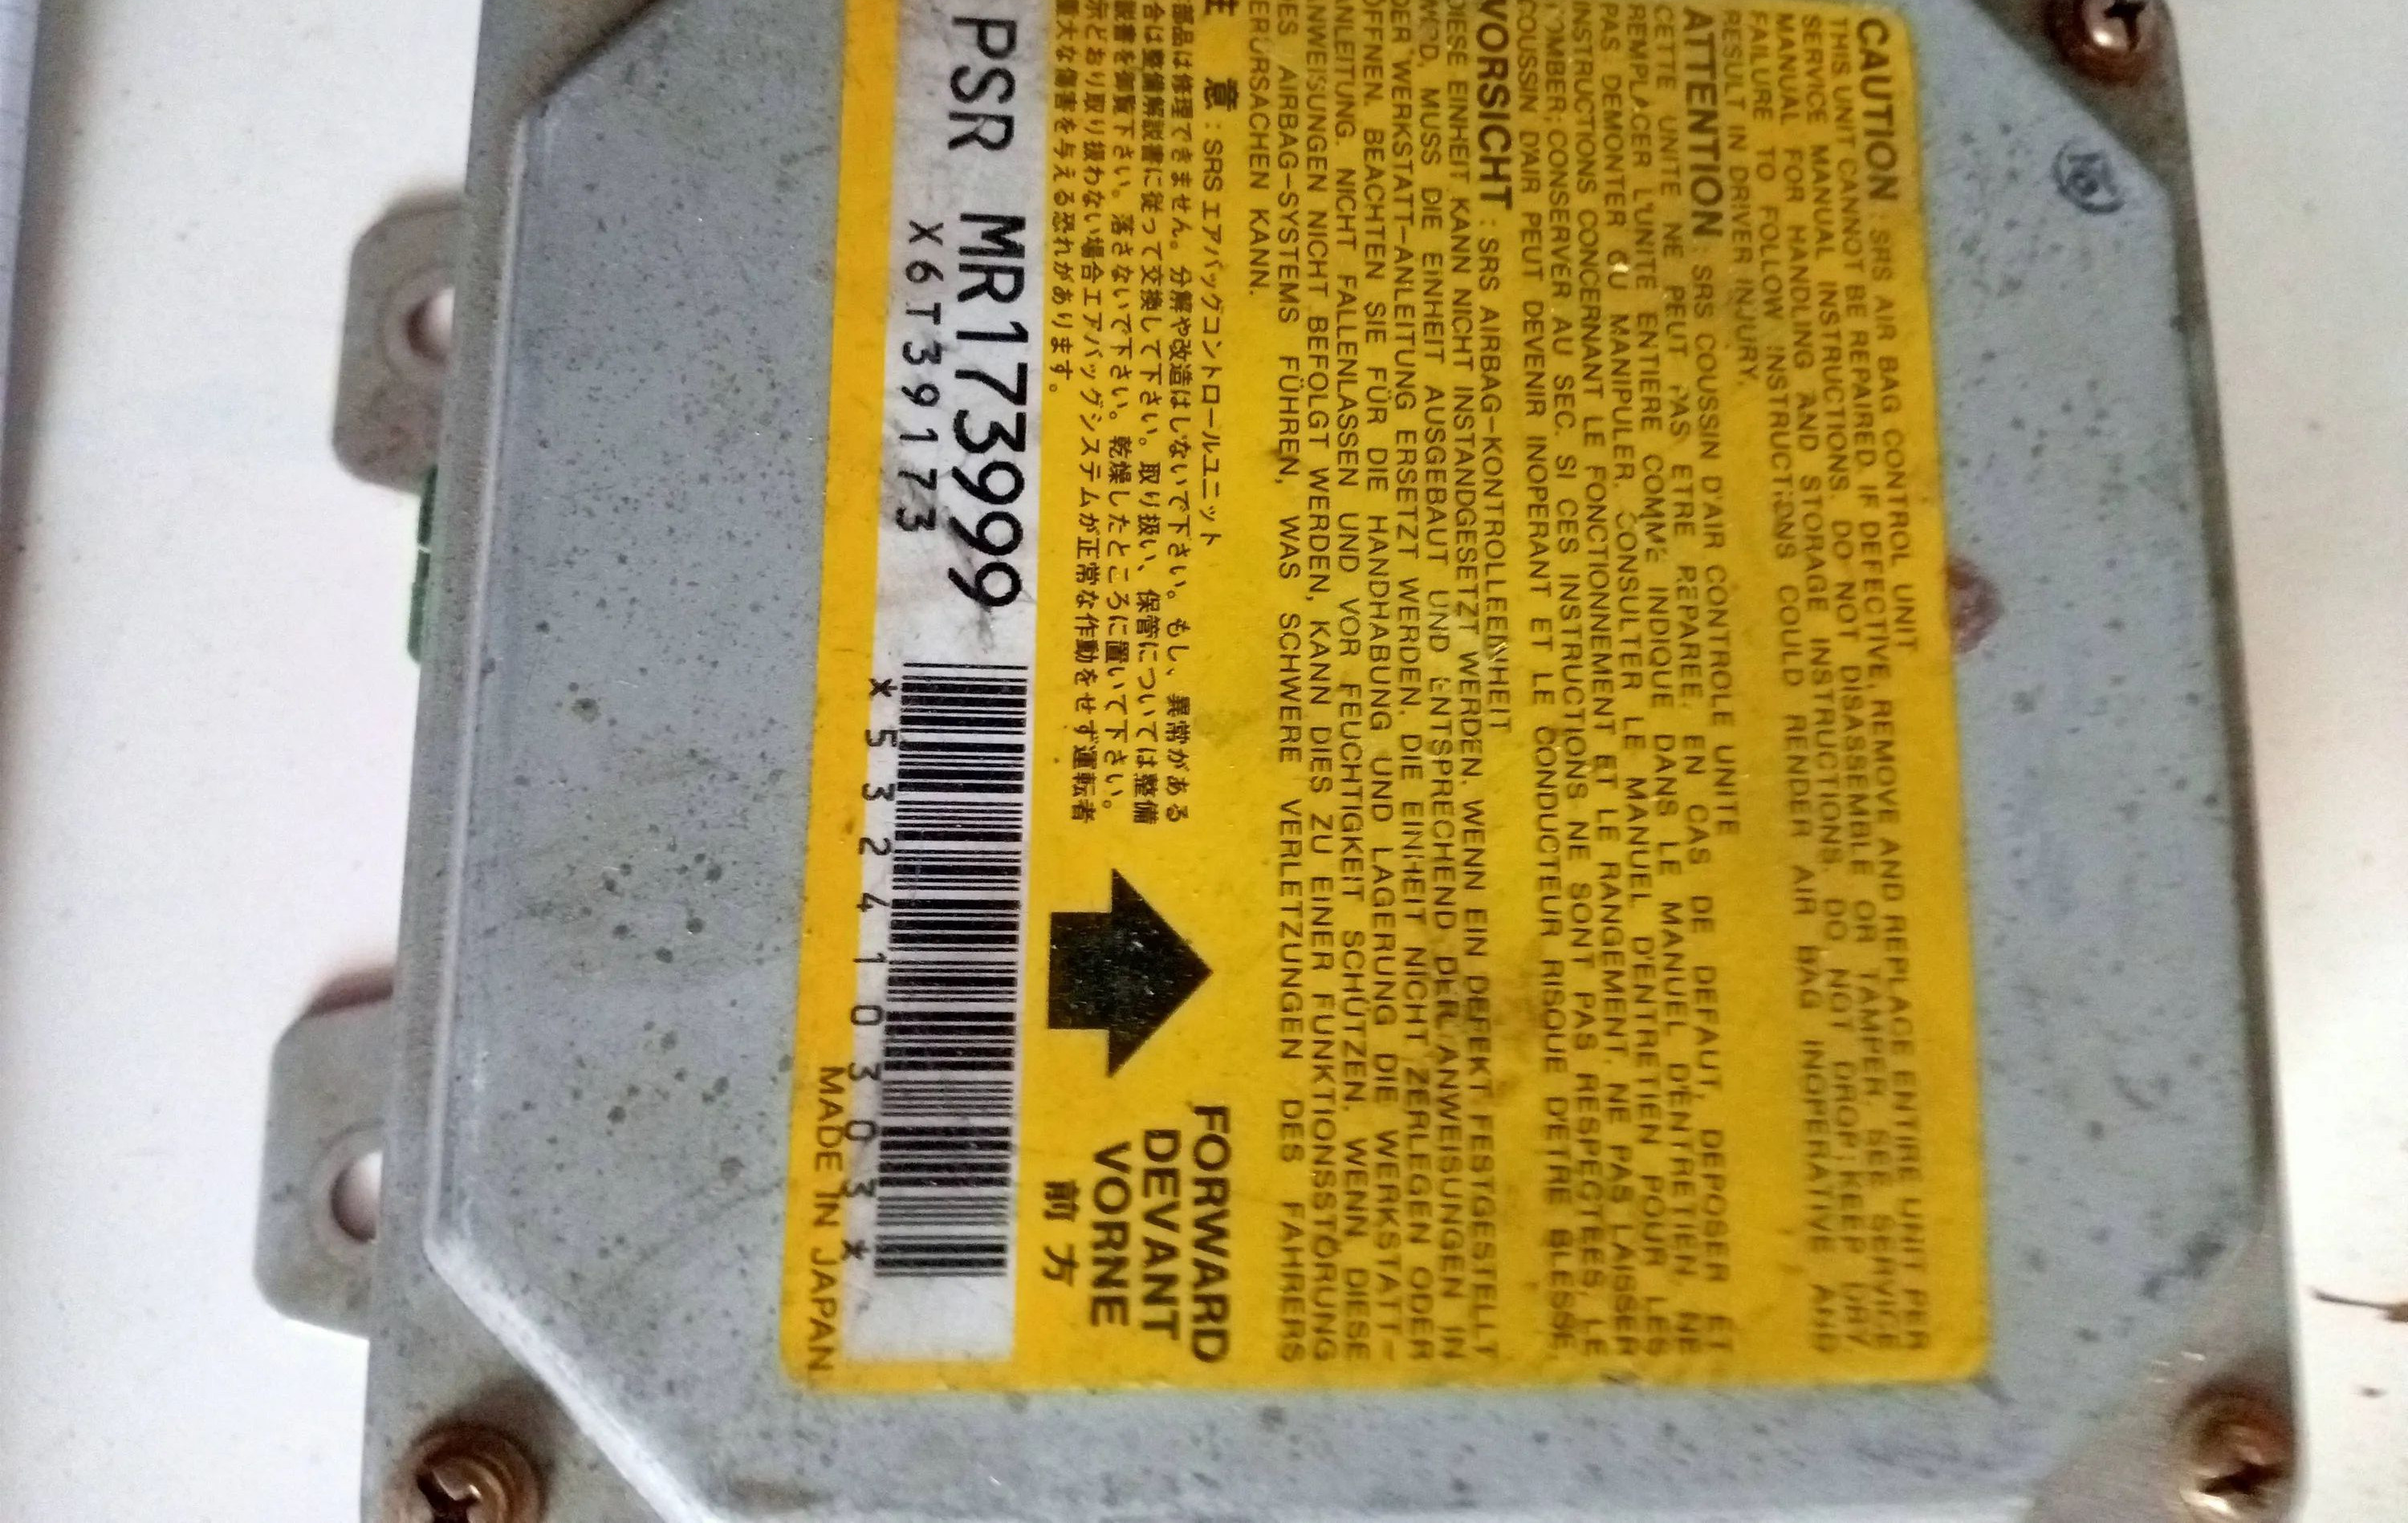 CAUTION : SRS AIR BAG CONTROL UNIT
THIS UNIT CANNOT BE REPAIRED. IF DEFECTIVE, REMOVE AND REPLACE ENTIRE UNIT PER
SERVICE MANUAL INSTRUCTIONS. DO NOT DISASSEMBLE OR TAMPER. SEE SERVICE
MANUAL FOR HANDLING AND STORAGE INSTRUCTIONS. DO NOT DROP; KEEP DRY.
FAILURE TO FOLLOW INSTRUCTIONS COULD RENDER AIR BAG INOPERATIVE AND
RESULT IN DRIVER INJURY.
ATTENTION : SRS COUSSIN D'AIR CONTROLE UNITE
CETTE UNITE NE PEUT PAS ETRE REPAREE. EN CAS DE DEFAUT, DEPOSER ET
REMPLACER L'UNITE ENTIERE COMME INDIQUE DANS LE MANUEL D'ENTRETIEN. NE
PAS DEMONTER OU MANIPULER. CONSULTER LE MANUEL D'ENTRETIEN POUR LES
INSTRUCTIONS CONCERNANT LE FONCTIONNEMENT ET LE RANGEMENT. NE PAS LAISSER
TOMBER; CONSERVER AU SEC. SI CES INSTRUCTIONS NE SONT PAS RESPECTEES, LE
COUSSIN D'AIR PEUT DEVENIR INOPERANT ET LE CONDUCTEUR RISQUE D'ETRE BLESSE.
VORSICHT : SRS AIRBAG-KONTROLLEENHEIT
DIESE EINHEIT KANN NICHT INSTANDGESETZT WERDEN. WENN EIN DEFEKT FESTGESTELLT
WIRD, MUSS DIE EINHEIT AUSGEBAUT UND ENTSPRECHEND DER ANWEISUNGEN IN
DER WERKSTATT-ANLEITUNG ERSETZT WERDEN. DIE EINHEIT NICHT ZERLEGEN ODER
ÖFFNEN. BEACHTEN SIE FÜR DIE HANDHABUNG UND LAGERUNG DIE WERKSTATT-
ANLEITUNG. NICHT FALLENLASSEN UND VOR FEUCHTIGKEIT SCHÜTZEN. WENN DIESE
ANWEISUNGEN NICHT BEFOLGT WERDEN, KANN DIES ZU EINER FUNKTIONSSTÖRUNG
DES AIRBAG-SYSTEMS FÜHREN, WAS SCHWERE VERLETZUNGEN DES FAHRERS
ERURSACHEN KANN.
注 意 : SRS エアバッグコントロールユニット
部品は修理できません。分解や改造はしないで下さい。もし、異常がある
合は整備解説書に従って交換して下さい。取り扱い、保管については整備
説書を御覧下さい。落さないで下さい。乾燥したところに置いて下さい。
示どおり取り扱わない場合エアバッグシステムが正常な作動をせず運転者
重大な傷害を与える恐れがあります。
FORWARD
DEVANT
VORNE
前 方
PSR MR173999
X6T39173
*532410303*
MADE IN JAPAN